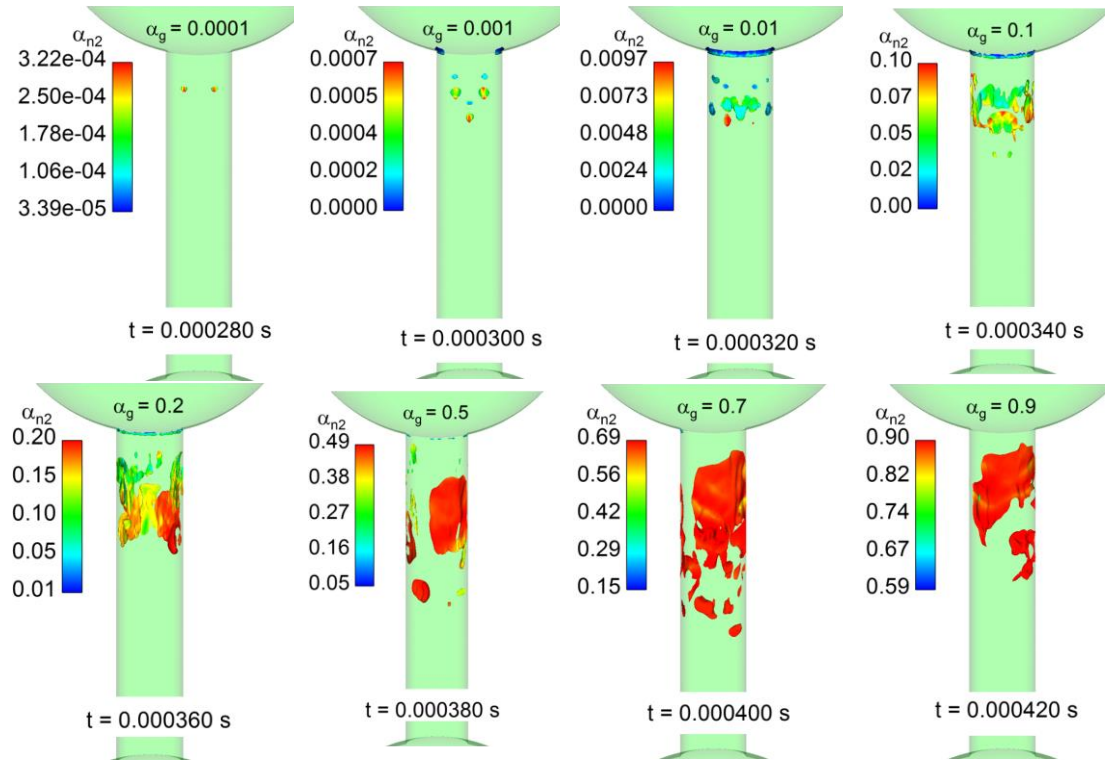 α_n2
α_g = 0.0001
3.22e-04
2.50e-04
1.78e-04
1.06e-04
3.39e-05
t = 0.000280 s
α_n2
α_g = 0.001
0.0007
0.0005
0.0004
0.0002
0.0000
t = 0.000300 s
α_n2
α_g = 0.01
0.0097
0.0073
0.0048
0.0024
0.0000
t = 0.000320 s
α_n2
α_g = 0.1
0.10
0.07
0.05
0.02
0.00
t = 0.000340 s
α_n2
α_g = 0.2
0.20
0.15
0.10
0.05
0.01
t = 0.000360 s
α_n2
α_g = 0.5
0.49
0.38
0.27
0.16
0.05
t = 0.000380 s
α_n2
α_g = 0.7
0.69
0.56
0.42
0.29
0.15
t = 0.000400 s
α_n2
α_g = 0.9
0.90
0.82
0.74
0.67
0.59
t = 0.000420 s